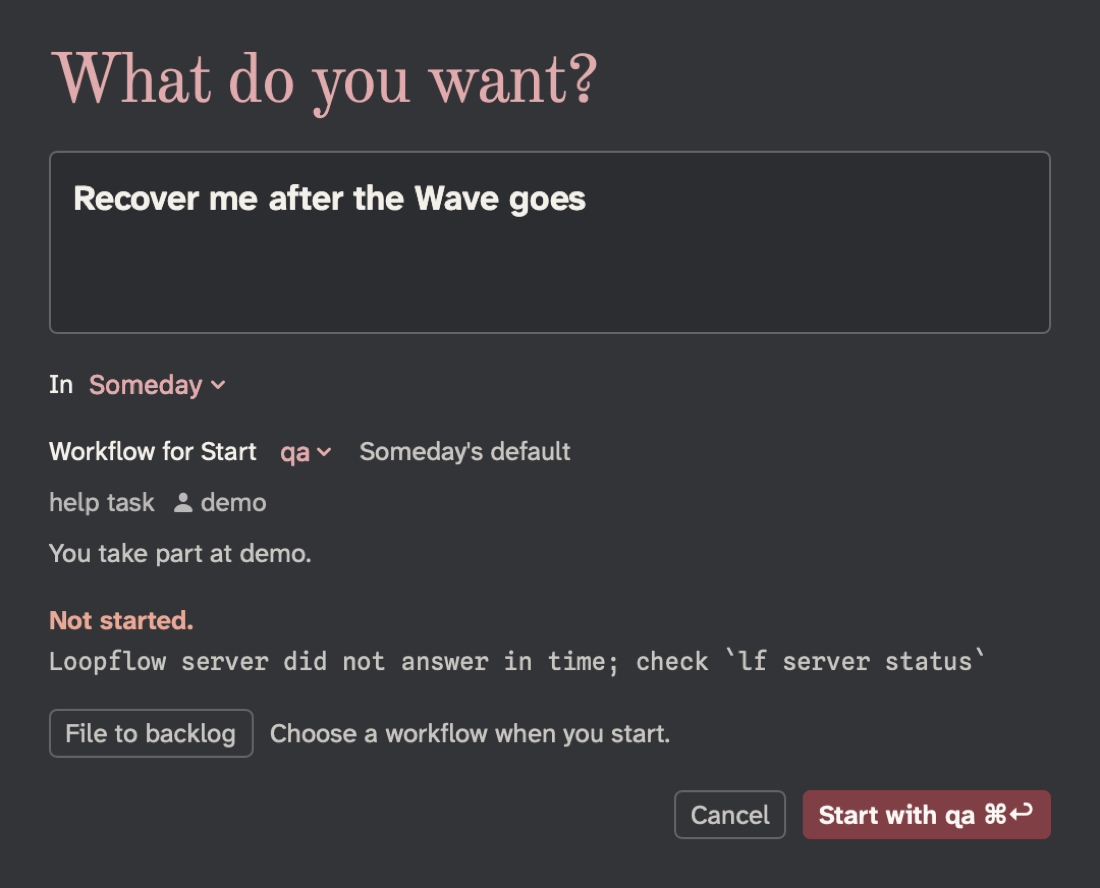 What do you want?
Recover me after the Wave goes
In Someday
Workflow for Start qa Someday's default
help task demo
You take part at demo.
Not started.
Loopflow server did not answer in time; check `lf server status`
File to backlog Choose a workflow when you start.
Cancel Start with qa ⌘↩